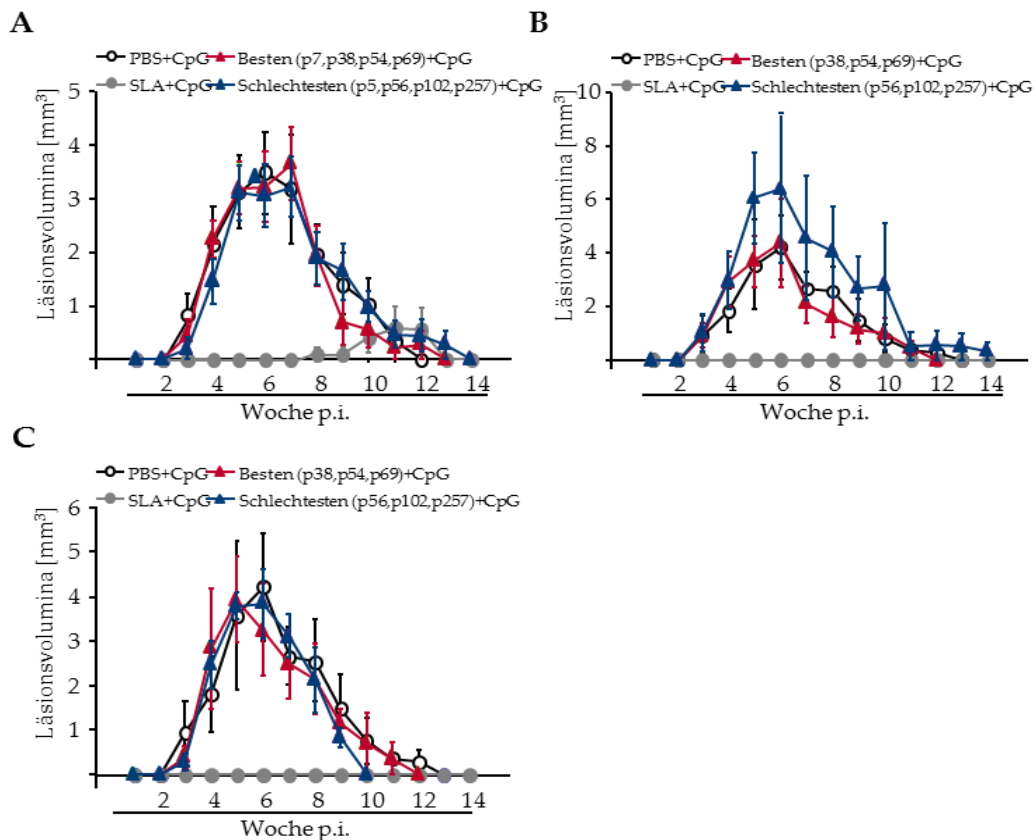 A
PBS+CpG Besten (p7,p38,p54,p69)+CpG
SLA+CpG Schlechtesten (p5,p56,p102,p257)+CpG
Läsionsvolumina [mm³]
5
4
3
2
1
2 4 6 8 10 12 14
Woche p.i.
B
PBS+CpG Besten (p38,p54,p69)+CpG
SLA+CpG Schlechtesten (p56,p102,p257)+CpG
Läsionsvolumina [mm³]
10
8
6
4
2
2 4 6 8 10 12 14
Woche p.i.
C
PBS+CpG Besten (p38,p54,p69)+CpG
SLA+CpG Schlechtesten (p56,p102,p257)+CpG
Läsionsvolumina [mm³]
6
5
4
3
2
1
2 4 6 8 10 12 14
Woche p.i.